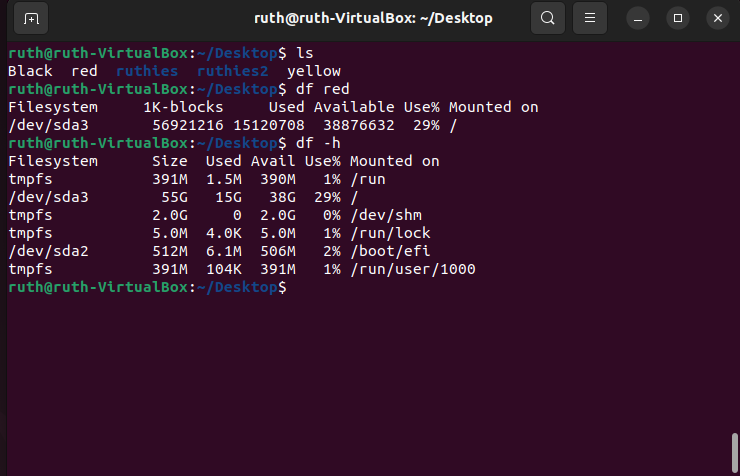 ruth@ruth-VirtualBox: ~/Desktop
ruth@ruth-VirtualBox:~/Desktop$ ls
Black  red  ruthies  ruthies2  yellow
ruth@ruth-VirtualBox:~/Desktop$ df red
Filesystem     1K-blocks     Used Available Use% Mounted on
/dev/sda3       56921216 15120708  38876632  29% /
ruth@ruth-VirtualBox:~/Desktop$ df -h
Filesystem      Size  Used Avail Use% Mounted on
tmpfs           391M  1.5M  390M   1% /run
/dev/sda3        55G   15G   38G  29% /
tmpfs           2.0G     0  2.0G   0% /dev/shm
tmpfs           5.0M  4.0K  5.0M   1% /run/lock
/dev/sda2       512M  6.1M  506M   2% /boot/efi
tmpfs           391M  104K  391M   1% /run/user/1000
ruth@ruth-VirtualBox:~/Desktop$